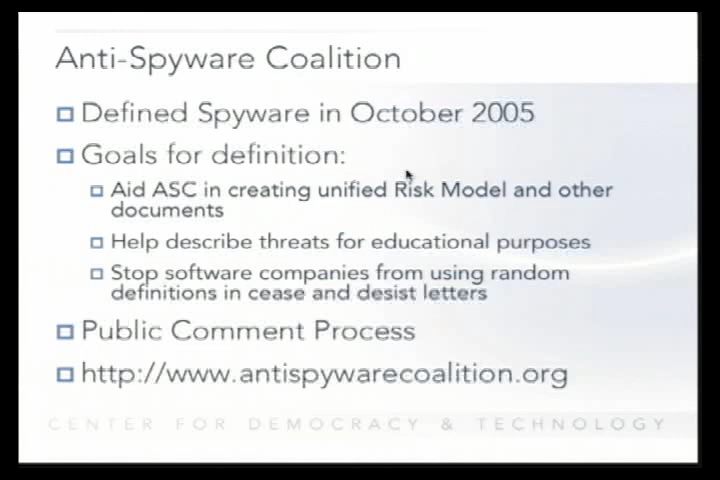 Anti-Spyware Coalition
Defined Spyware in October 2005
Goals for definition:
Aid ASC in creating unified Risk Model and other
documents
Help describe threats for educational purposes
Stop software companies from using random
definitions in cease and desist letters
Public Comment Process
http://www.antispywarecoalition.org
CENTER FOR DEMOCRACY & TECHNOLOGY